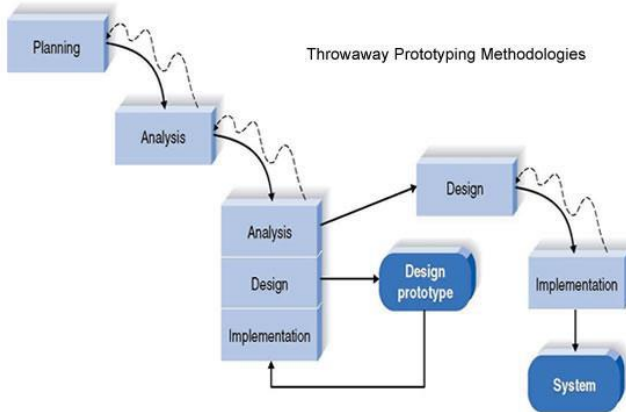 Planning
Throwaway Prototyping Methodologies
Analysis
Analysis
Design
Implementation
Design
prototype
Design
Implementation
System